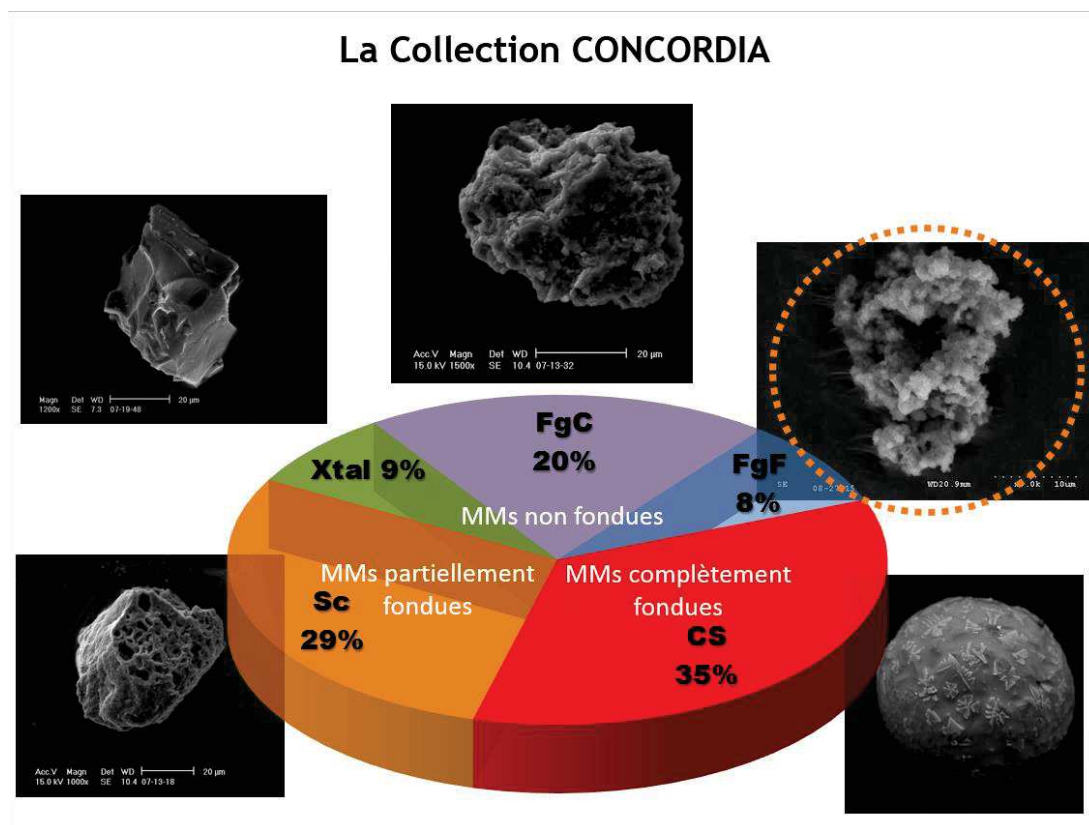 La Collection CONCORDIA
Acc.V Magn Det WD 20 µm
15.0 kV 1500x SE 10.4 07-13-32
Magn Det WD 20 µm
1200x SE 7.3 07-19-48
SE 08-27
WD20.9mm 10um
FgC
20%
Xtal 9%
FgF
8%
MMs non fondues
MMs partiellement
fondues
MMs complètement
fondues
Sc
29%
CS
35%
Acc.V Magn Det WD 20 µm
15.0 kV 1000x SE 10.4 07-13-18